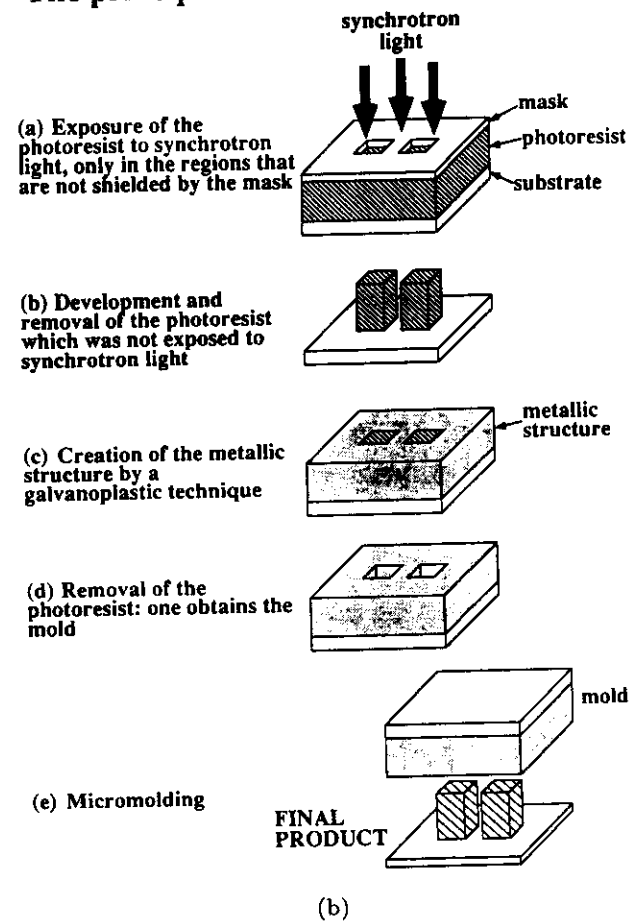 synchrotron
light
mask
(a) Exposure of the
photoresist to synchrotron
light, only in the regions that
are not shielded by the mask
photoresist
substrate
(b) Development and
removal of the photoresist
which was not exposed to
synchrotron light
metallic
structure
(c) Creation of the metallic
structure by a
galvanoplastic technique
(d) Removal of the
photoresist: one obtains the
mold
mold
(e) Micromolding
FINAL
PRODUCT
(b)